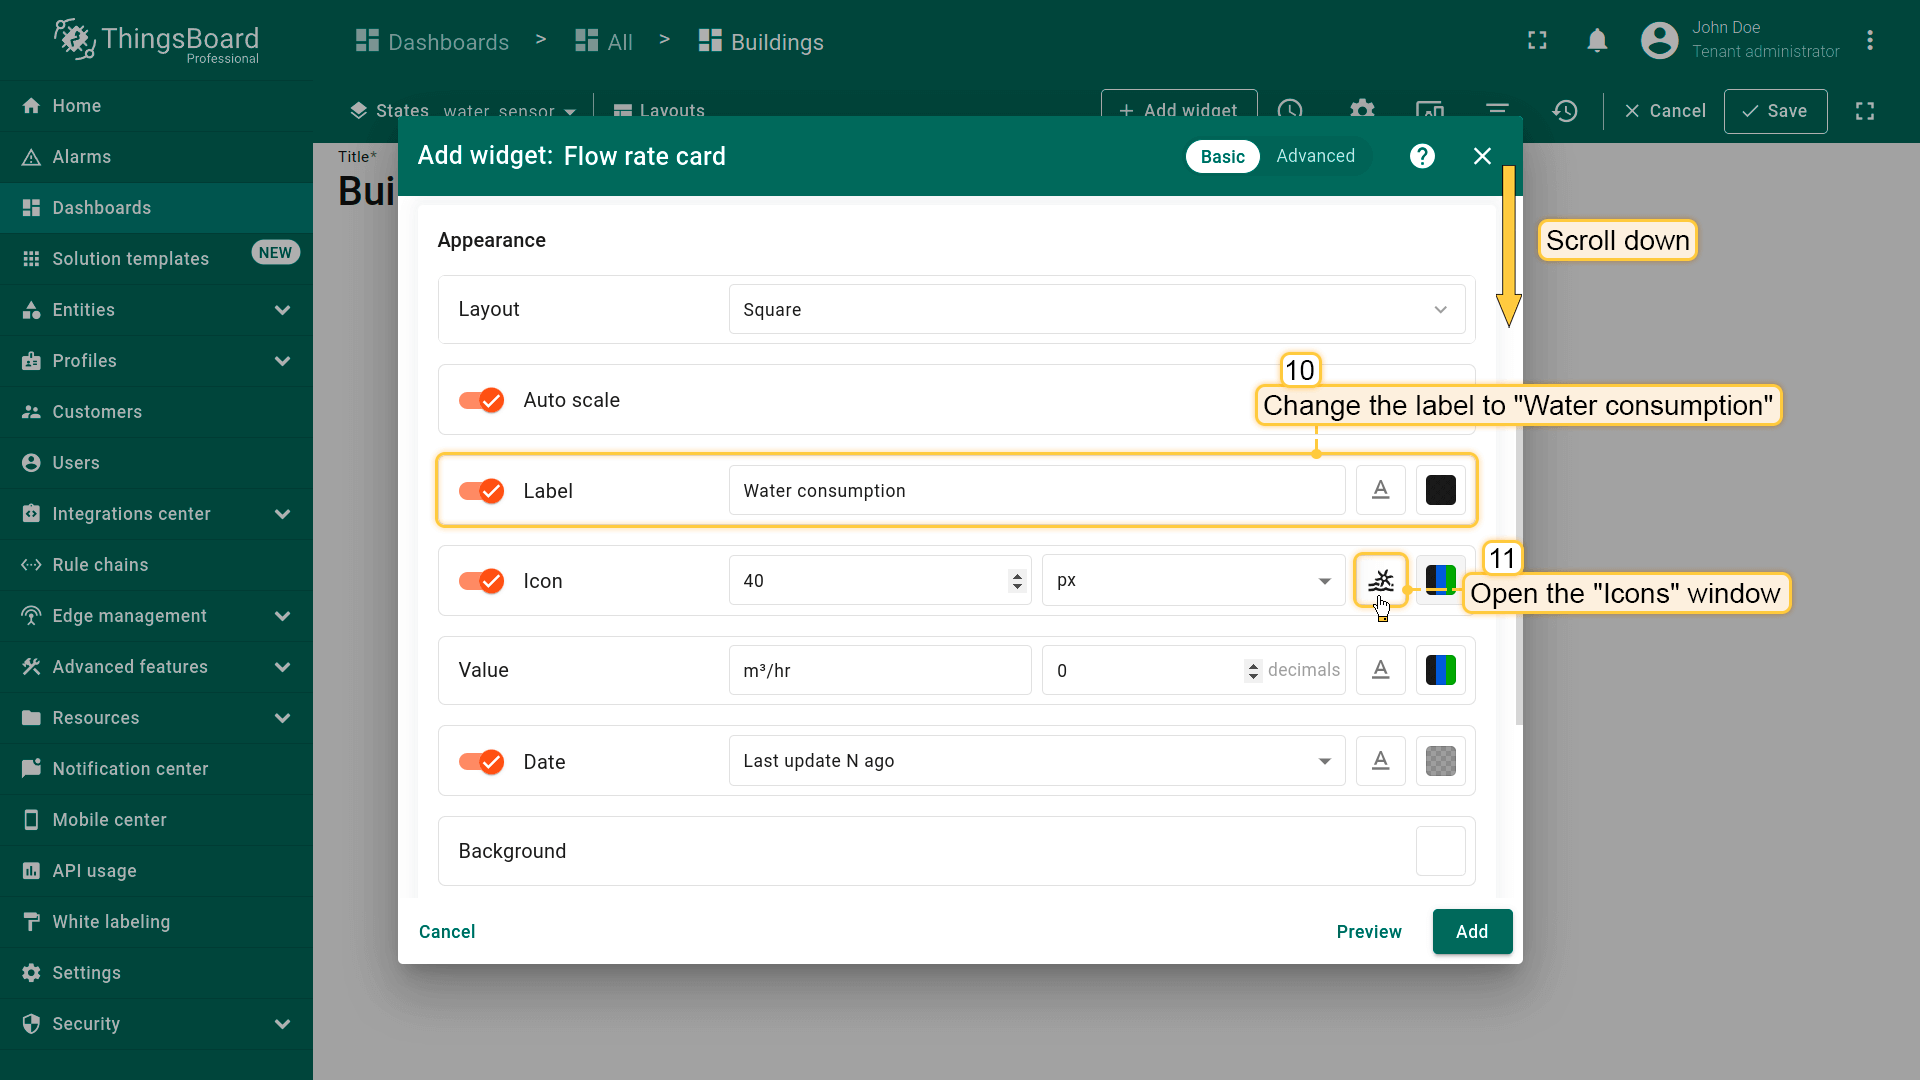 ThingsBoard
Professional
Dashboards > All > Buildings
John Doe
Tenant administrator
States water_sensor Layouts
+ Add widget
Cancel
Save
Home
Alarms
Dashboards
Solution templates NEW
Entities
Profiles
Customers
Users
Integrations center
Rule chains
Edge management
Advanced features
Resources
Notification center
Mobile center
API usage
White labeling
Settings
Security
Title*
Bui
Add widget: Flow rate card
Basic Advanced
Scroll down
Appearance
Layout Square
10
Change the label to "Water consumption"
Auto scale
Label Water consumption
11
Open the "Icons" window
Icon 40 px
Value m³/hr 0 decimals
Date Last update N ago
Background
Cancel Preview Add